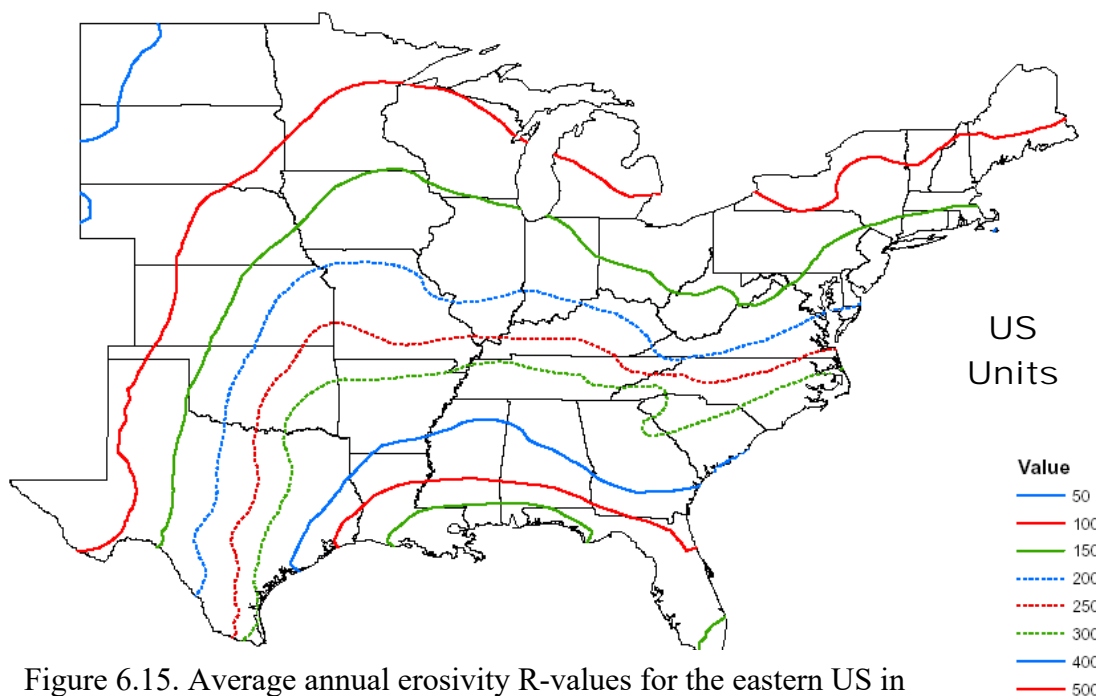 US
Units
Value
50
100
150
200
250
300
400
500
Figure 6.15. Average annual erosivity R-values for the eastern US in